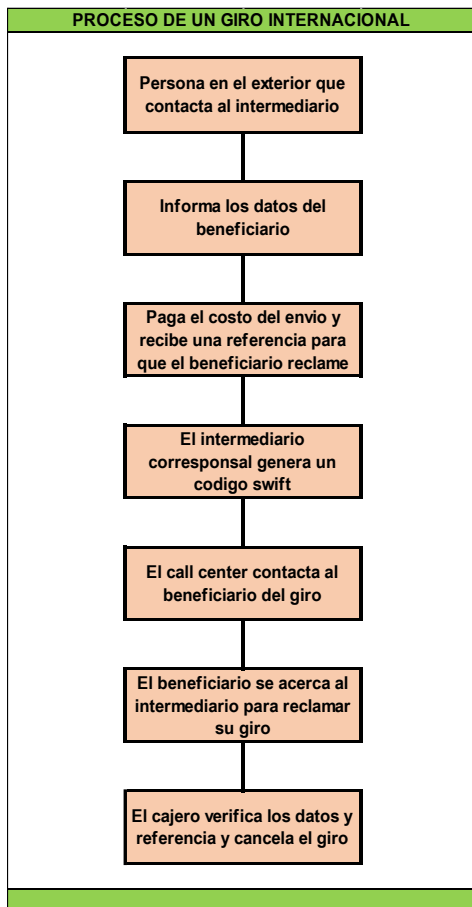 PROCESO DE UN GIRO INTERNACIONAL
Persona en el exterior que
contacta al intermediario
Informa los datos del
beneficiario
Paga el costo del envio y
recibe una referencia para
que el beneficiario reclame
El intermediario
corresponsal genera un
codigo swift
El call center contacta al
beneficiario del giro
El beneficiario se acerca al
intermediario para reclamar
su giro
El cajero verifica los datos y
referencia y cancela el giro